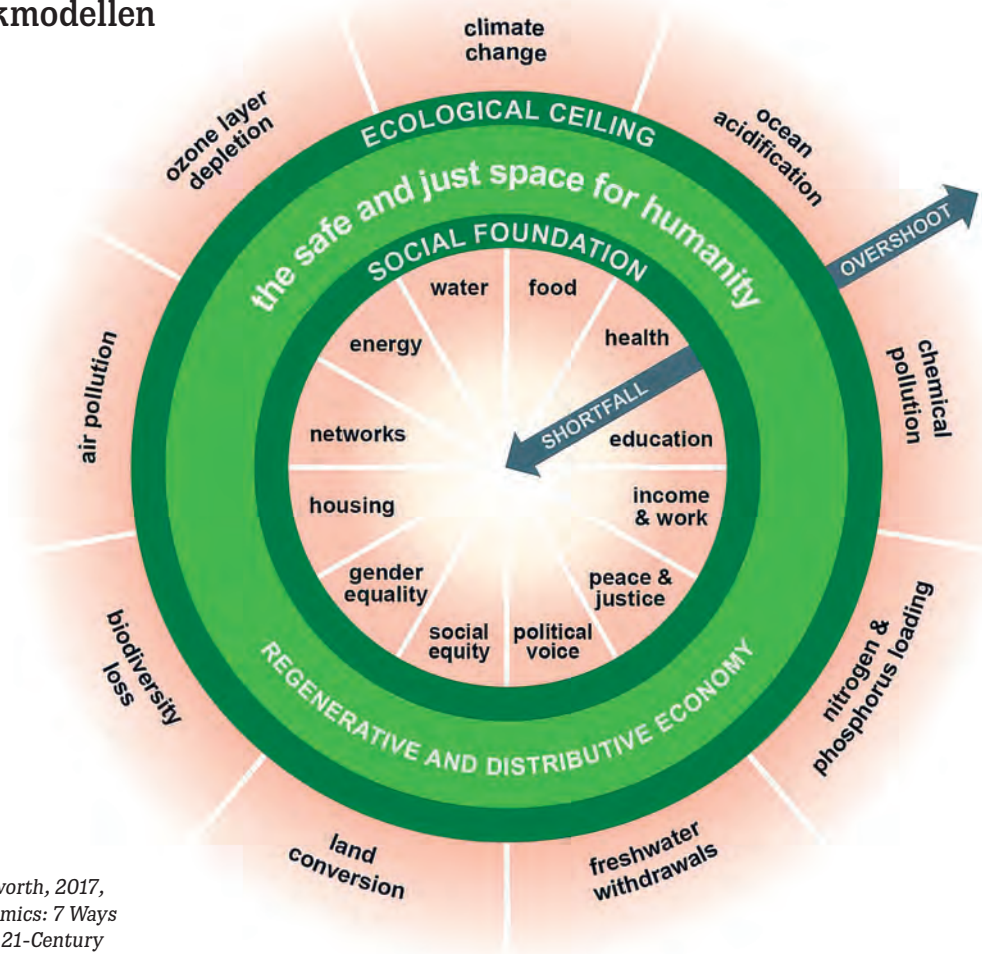 kmodellen
climate
change
ocean
acidification
ozone layer
depletion
ECOLOGICAL CEILING
the safe and just space for humanity
OVERSHOOT
SOCIAL FOUNDATION
water
food
energy
health
SHORTFALL
air pollution
chemical
pollution
networks
education
housing
income
& work
gender
equality
peace &
justice
social
equity
political
voice
biodiversity
loss
nitrogen &
phosphorus loading
REGENERATIVE AND DISTRIBUTIVE ECONOMY
land
conversion
freshwater
withdrawals
worth, 2017,
mics: 7 Ways
21-Century